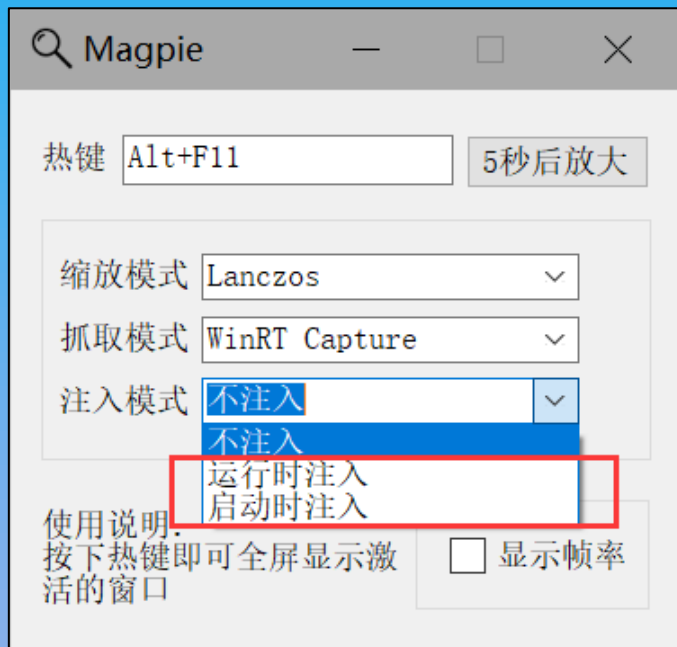 Magpie
热键 Alt+F11 5秒后放大
缩放模式 Lanczos
抓取模式 WinRT Capture
注入模式 不注入
不注入
运行时注入
启动时注入
使用说明:
按下热键即可全屏显示激
活的窗口
显示帧率